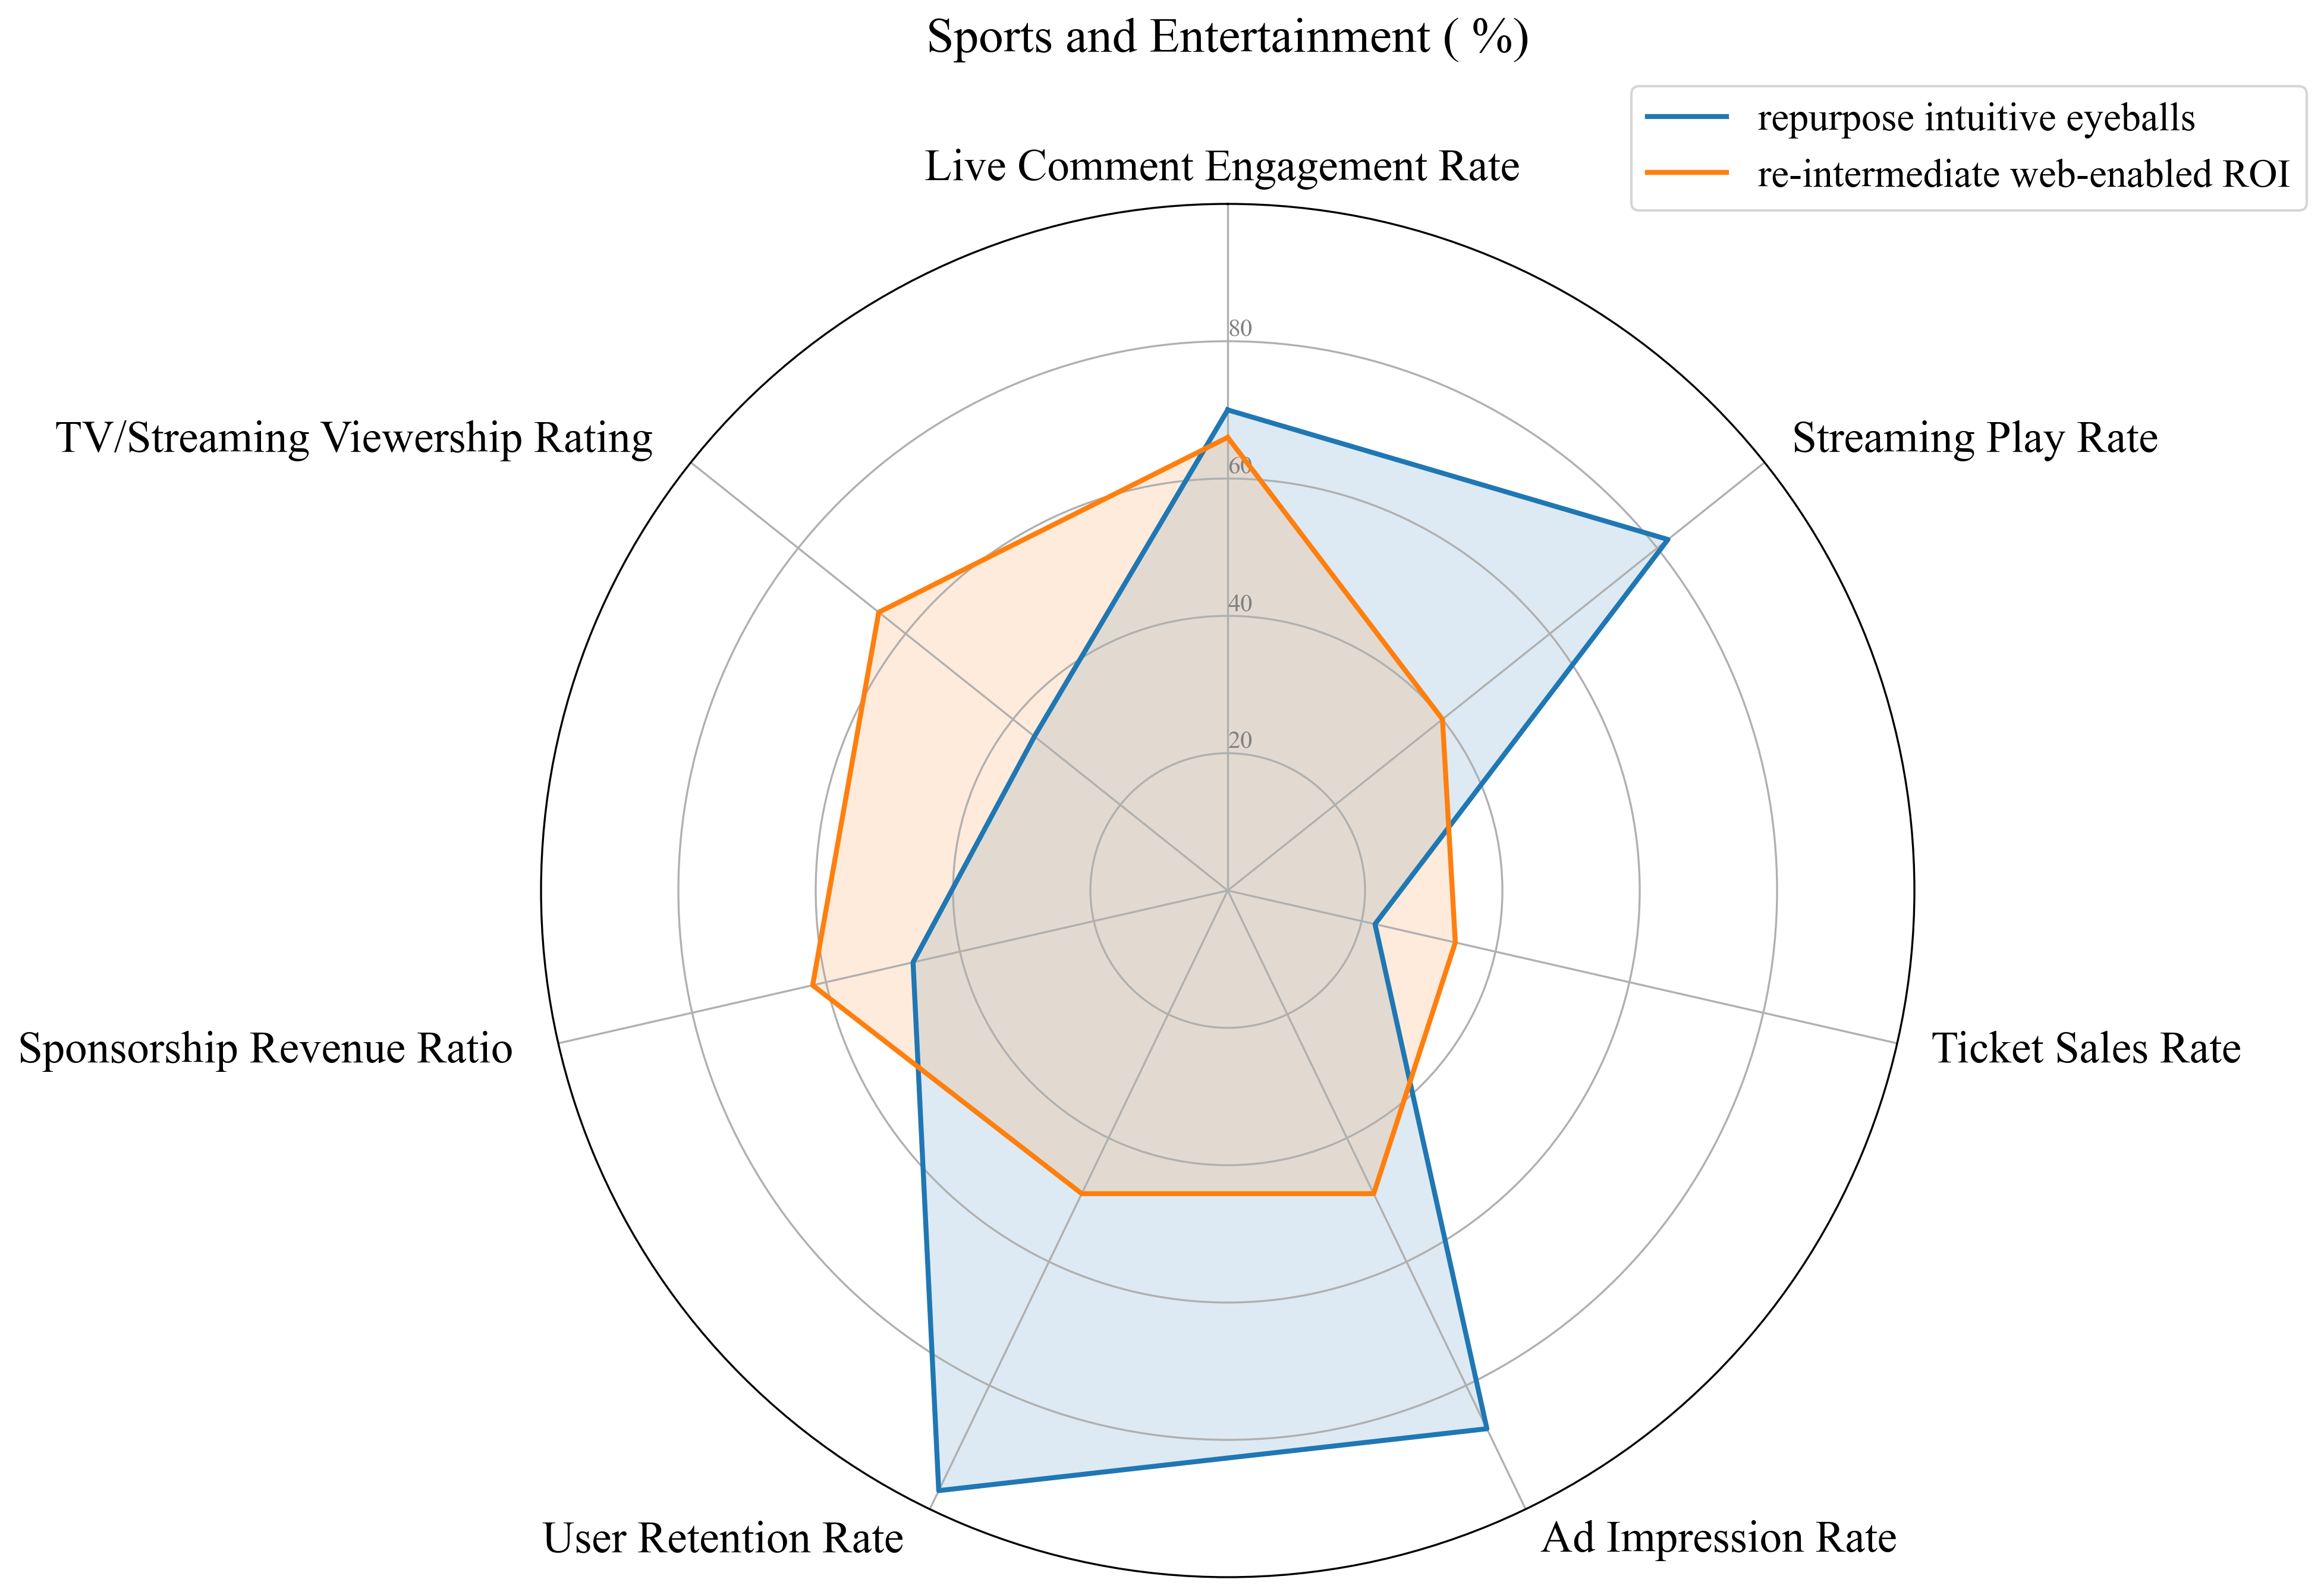 Sports and Entertainment ( %)
repurpose intuitive eyeballs
re-intermediate web-enabled ROI
Live Comment Engagement Rate
80
TV/Streaming Viewership Rating
Streaming Play Rate
60
40
20
Sponsorship Revenue Ratio
Ticket Sales Rate
User Retention Rate
Ad Impression Rate